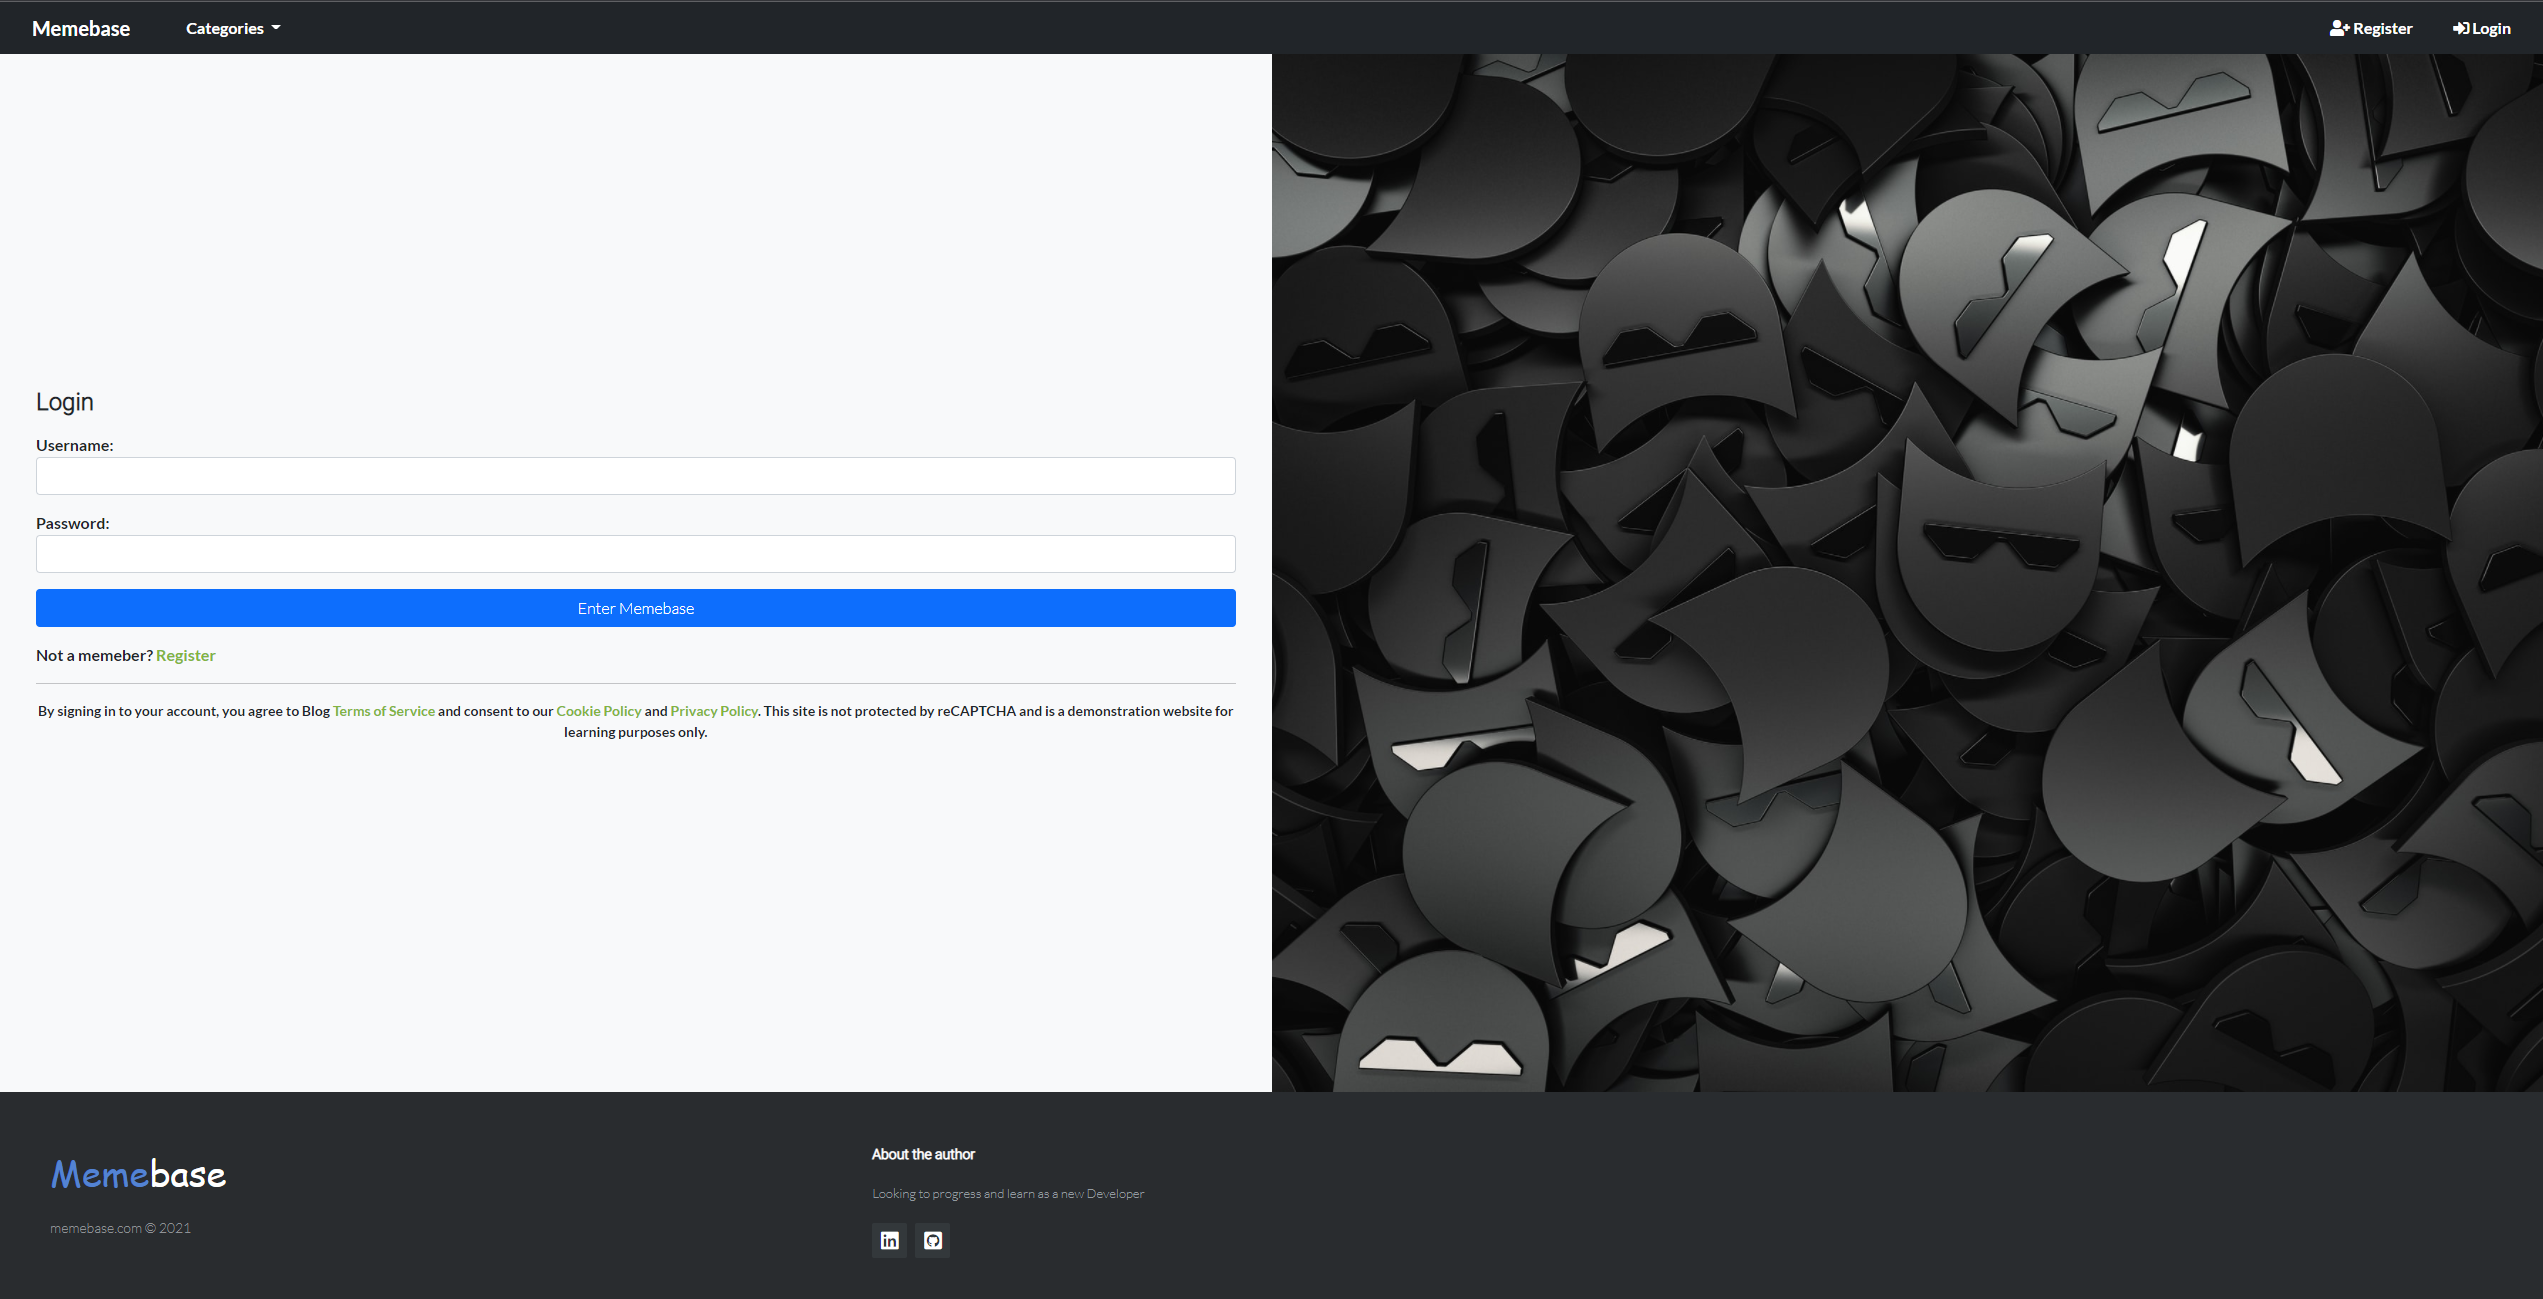 Memebase
Categories
Register
Login
Login
Username:
Password:
Enter Memebase
Not a memeber? Register
By signing in to your account, you agree to Blog Terms of Service and consent to our Cookie Policy and Privacy Policy. This site is not protected by reCAPTCHA and is a demonstration website for
learning purposes only.
Memebase
memebase.com © 2021
About the author
Looking to progress and learn as a new Developer
in